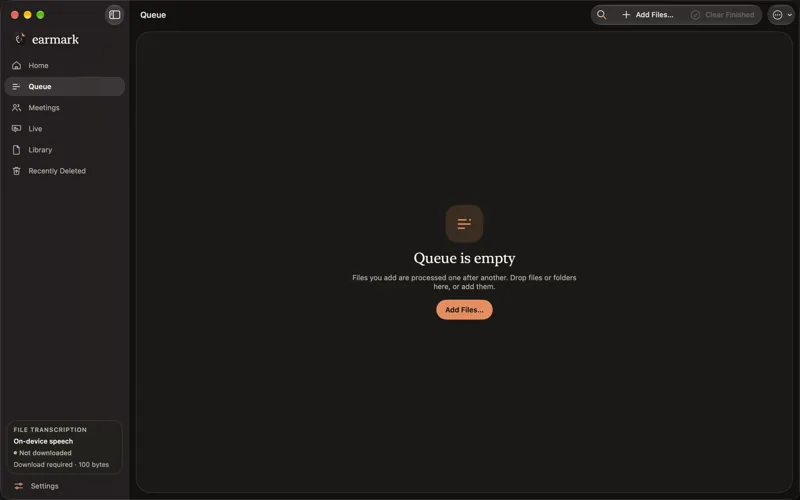 Queue
Add Files...
Clear Finished
earmark
Home
Queue
Meetings
Live
Library
Recently Deleted
Queue is empty
Files you add are processed one after another. Drop files or folders
here, or add them.
Add Files...
FILE TRANSCRIPTION
On-device speech
Not downloaded
Download required · 100 bytes
Settings